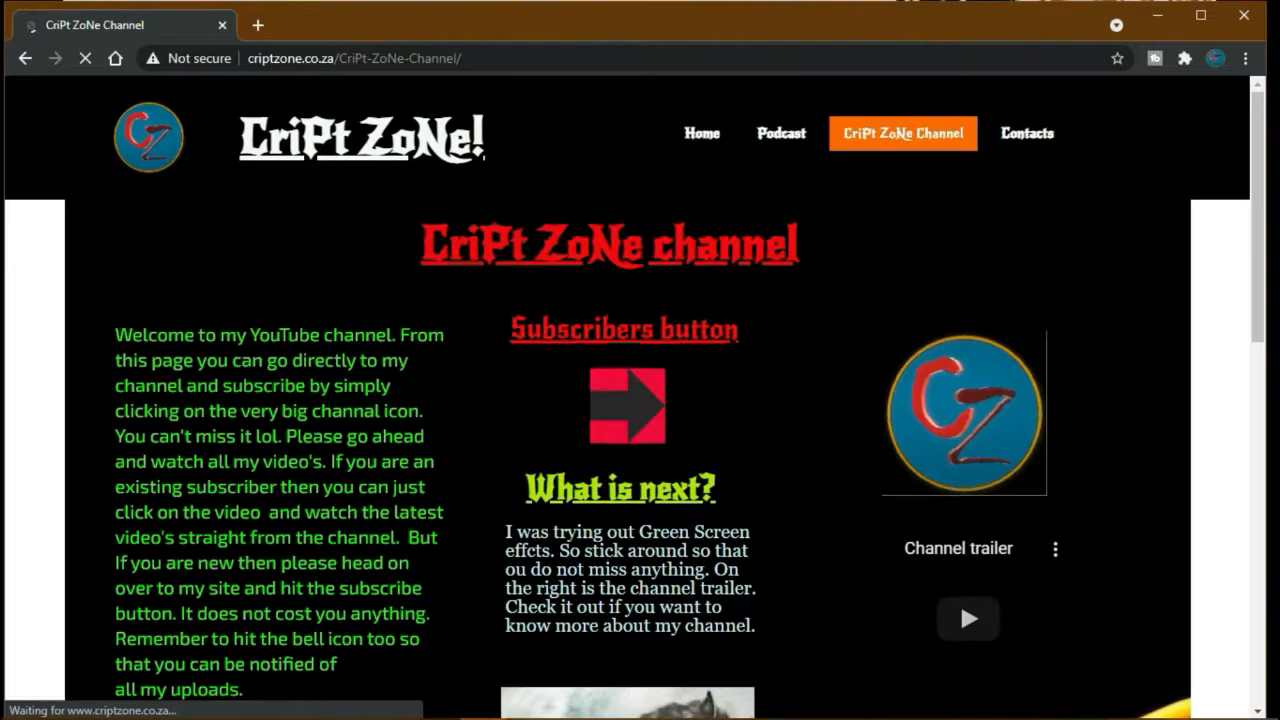 CriPt ZoNe Channel
Not secure
criptzone.co.za/CriPt-ZoNe-Channel/
CZ
CriPt ZoNe!
Home
Podcast
CriPt ZoNe Channel
Contacts
CriPt ZoNe channel
Welcome to my YouTube channel. From
this page you can go directly to my
channel and subscribe by simply
clicking on the very big channal icon.
You can't miss it lol. Please go ahead
and watch all my video's. If you are an
existing subscriber then you can just
click on the video and watch the latest
video's straight from the channel. But
If you are new then please head on
over to my site and hit the subscribe
button. It does not cost you anything.
Remember to hit the bell icon too so
that you can be notified of
all my uploads.
Subscribers button
What is next?
I was trying out Green Screen
effcts. So stick around so that
ou do not miss anything. On
the right is the channel trailer.
Check it out if you want to
know more about my channel.
CZ
Channel trailer
Waiting for www.criptzone.co.za...